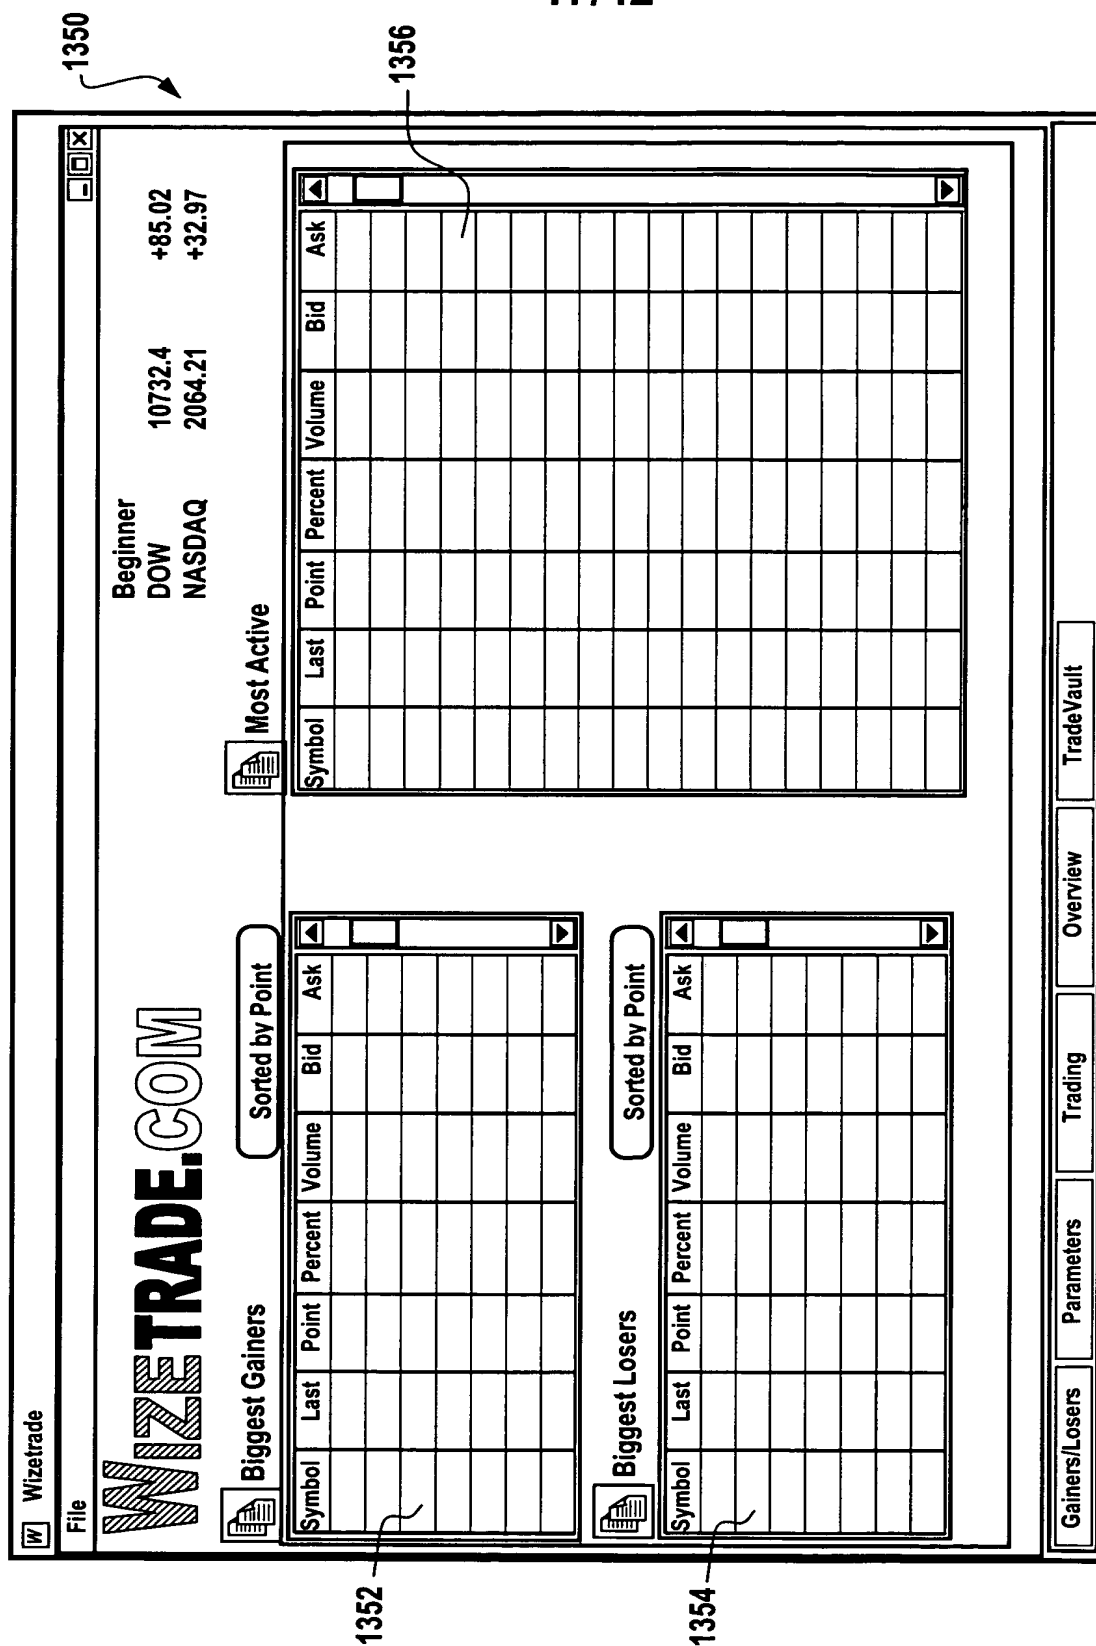 W Wizetrade
File
WIZETRADE.COM
Beginner
DOW 10732.4 +85.02
NASDAQ 2064.21 +32.97
1350
Biggest Gainers
Sorted by Point
Symbol Last Point Percent Volume Bid Ask
1352
Biggest Losers
Sorted by Point
Symbol Last Point Percent Volume Bid Ask
1354
Most Active
Symbol Last Point Percent Volume Bid Ask
1356
Gainers/Losers Parameters Trading Overview TradeVault